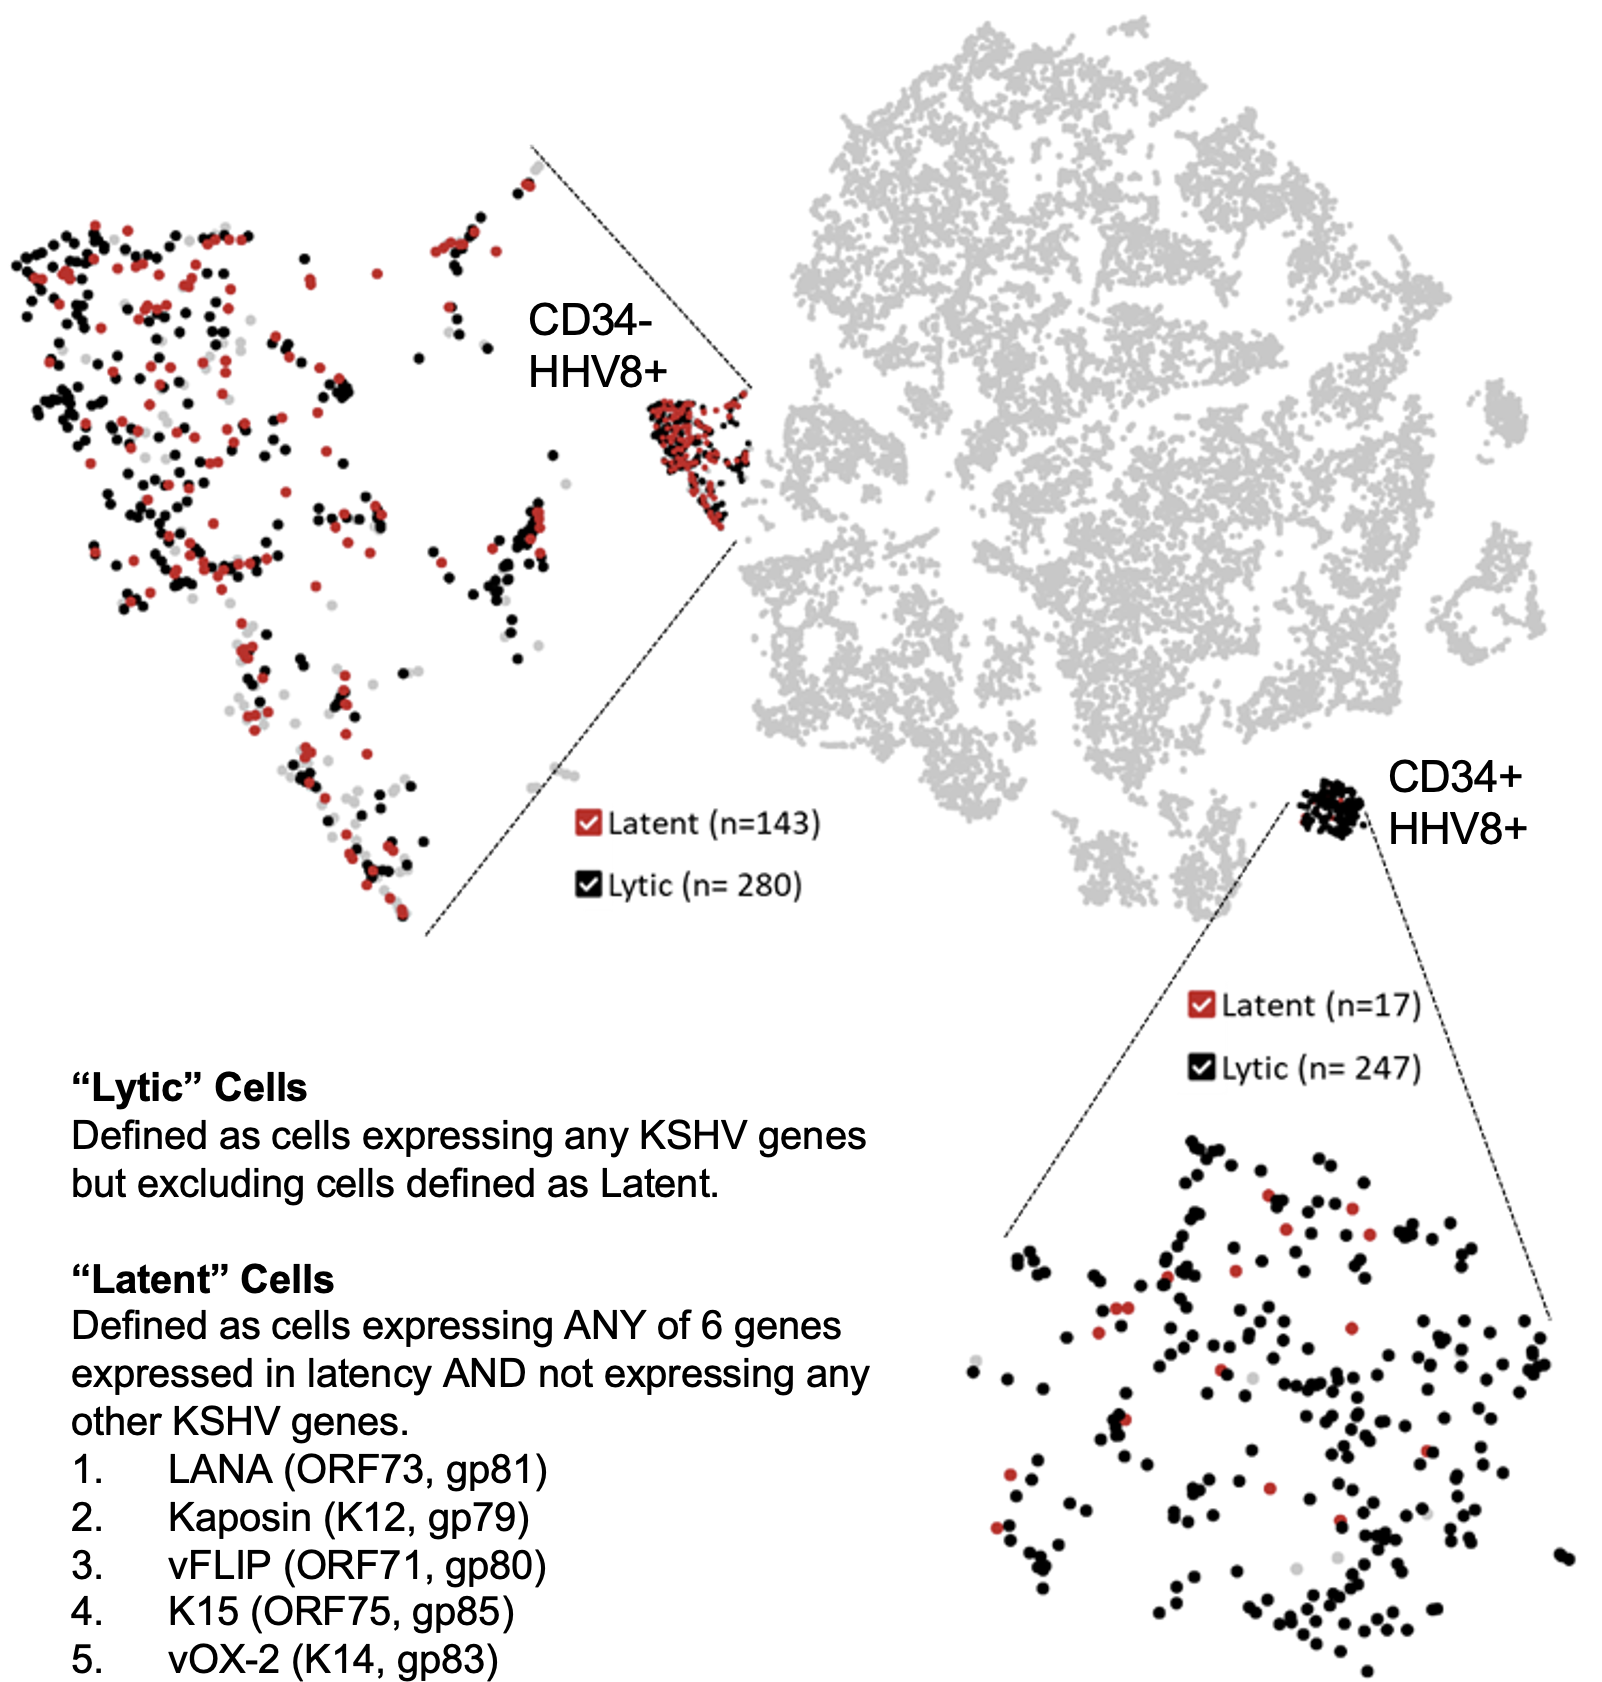 CD34-
HHV8+
Latent (n=143)
Lytic (n= 280)
CD34+
HHV8+
Latent (n=17)
Lytic (n= 247)
“Lytic” Cells
Defined as cells expressing any KSHV genes
but excluding cells defined as Latent.
“Latent” Cells
Defined as cells expressing ANY of 6 genes
expressed in latency AND not expressing any
other KSHV genes.
1. LANA (ORF73, gp81)
2. Kaposin (K12, gp79)
3. vFLIP (ORF71, gp80)
4. K15 (ORF75, gp85)
5. vOX-2 (K14, gp83)